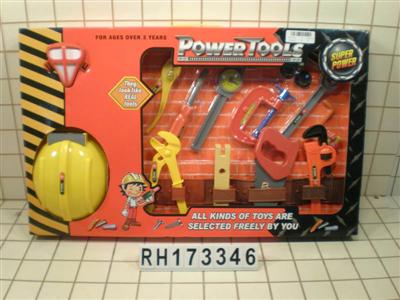 FOR AGES OVER 3 YEARS
POWER TOOLS
SUPER
POWER
They
look like
REAL
tools
ALL KINDS OF TOYS ARE
SELECTED FREELY BY YOU
RH173346